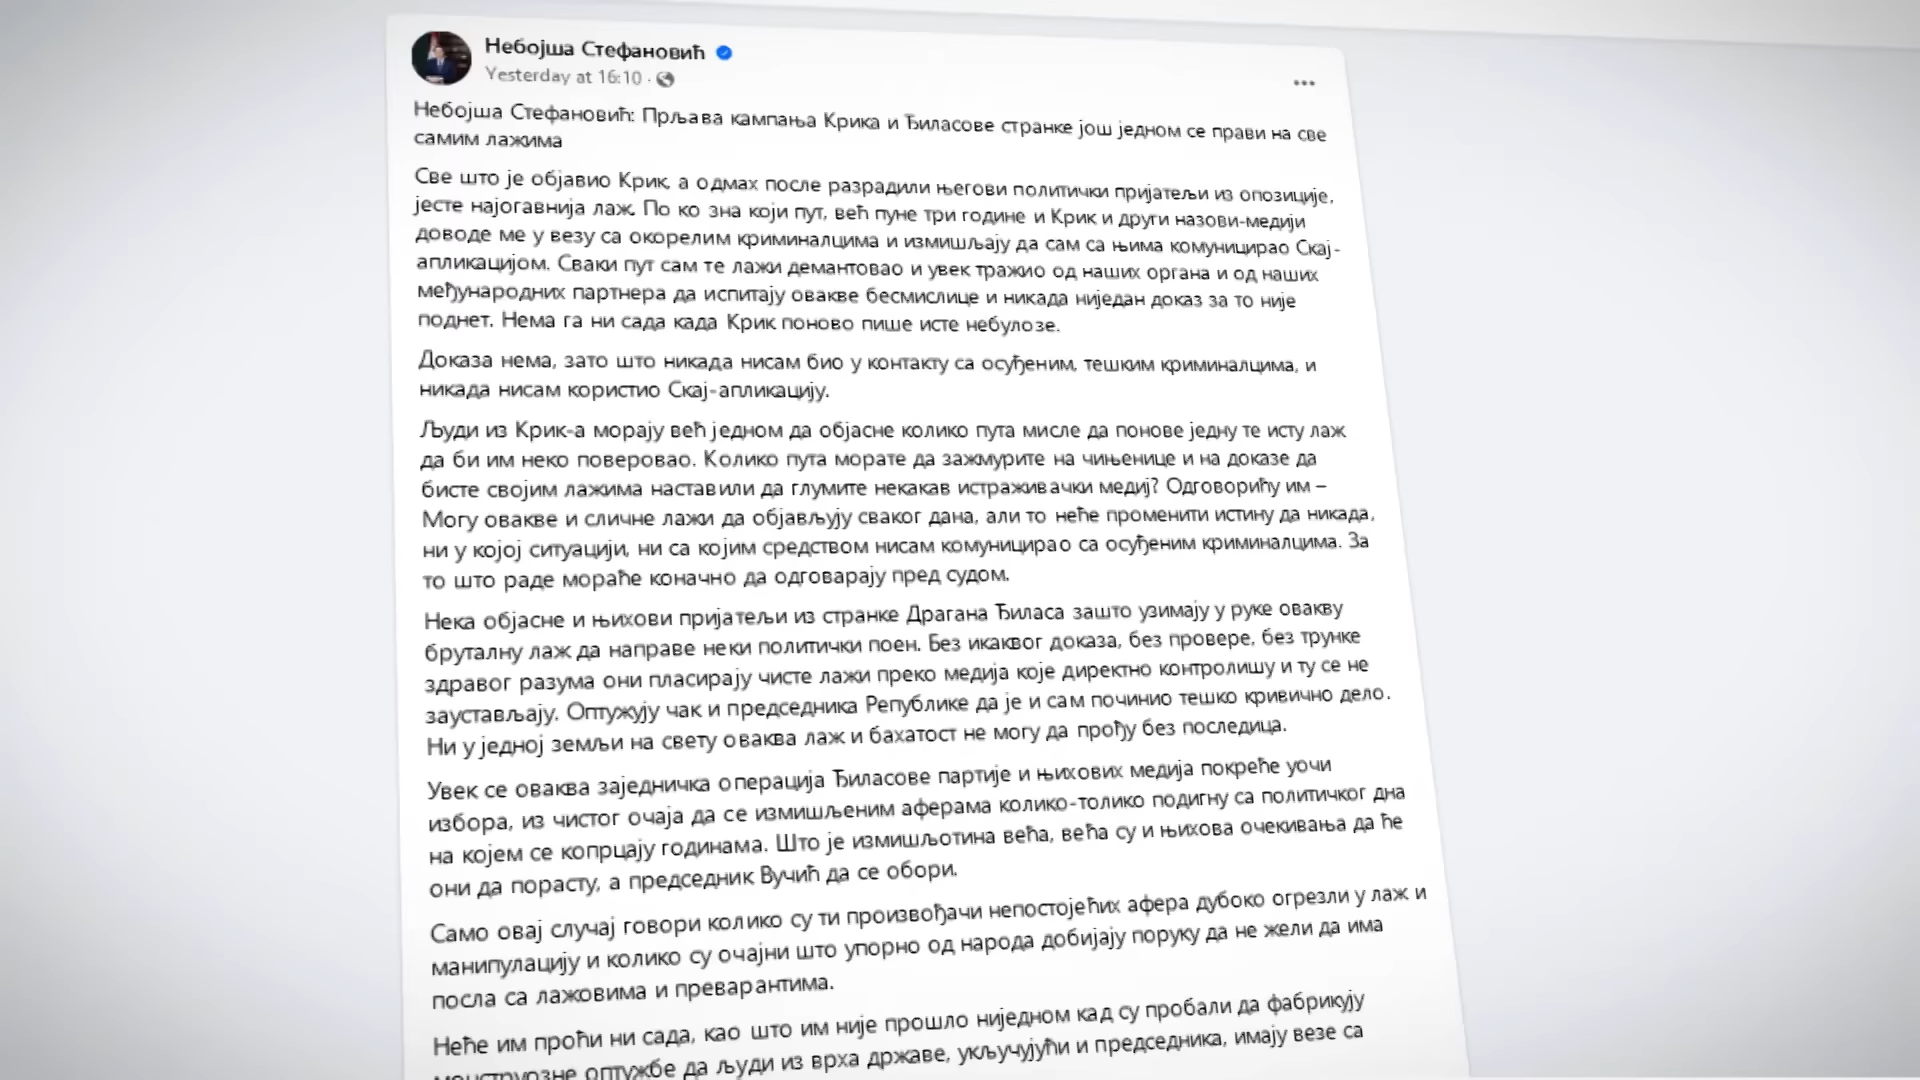 Небојша Стефановић
Yesterday at 16:10 ·
Небојша Стефановић: Прљава кампања Крика и Ђиласове странке још једном се прави на све
самим лажима
Све што је објавио Крик, а одмах после разрадили његови политички пријатељи из опозиције,
јесте најогавнија лаж. По ко зна који пут, већ пуне три године и Крик и други назови-медији
доводе ме у везу са окорелим криминалцима и измишљају да сам са њима комуницирао Скај-
апликацијом. Сваки пут сам те лажи демантовао и увек тражио од наших органа и од наших
међународних партнера да испитају овакве бесмислице и никада ниједан доказ за то није
поднет. Нема га ни сада када Крик поново пише исте небулозе.
Доказа нема, зато што никада нисам био у контакту са осуђеним, тешким криминалцима, и
никада нисам користио Скај-апликацију.
Људи из Крик-а морају већ једном да објасне колико пута мисле да понове једну те исту лаж
да би им неко поверовао. Колико пута морате да зажмурите на чињенице и на доказе да
бисте својим лажима наставили да глумите некакав истраживачки медиј? Одговорићу им –
Могу овакве и сличне лажи да објављују сваког дана, али то неће променити истину да никада,
ни у којој ситуацији, ни са којим средством нисам комуницирао са осуђеним криминалцима. За
то што раде мораће коначно да одговарају пред судом.
Нека објасне и њихови пријатељи из странке Драгана Ђиласа зашто узимају у руке овакву
бруталну лаж да направе неки политички поен. Без икаквог доказа, без провере, без трунке
здравог разума они пласирају чисте лажи преко медија које директно контролишу и ту се не
заустављају. Оптужују чак и председника Републике да је и сам починио тешко кривично дело.
Ни у једној земљи на свету оваква лаж и бахатост не могу да прођу без последица.
Увек се оваква заједничка операција Ђиласове партије и њихових медија покреће уочи
избора, из чистог очаја да се измишљеним аферама колико-толико подигну са политичког дна
на којем се копрцају годинама. Што је измишљотина већа, већа су и њихова очекивања да ће
они да порасту, а председник Вучић да се обори.
Само овај случај говори колико су ти произвођачи непостојећих афера дубоко огрезли у лаж и
манипулацију и колико су очајни што упорно од народа добијају поруку да не жели да има
посла са лажовима и преварантима.
Неће им проћи ни сада, као што им није прошло ниједном кад су пробали да фабрикују
монструозне оптужбе да људи из врха државе, укључујући и председника, имају везе са